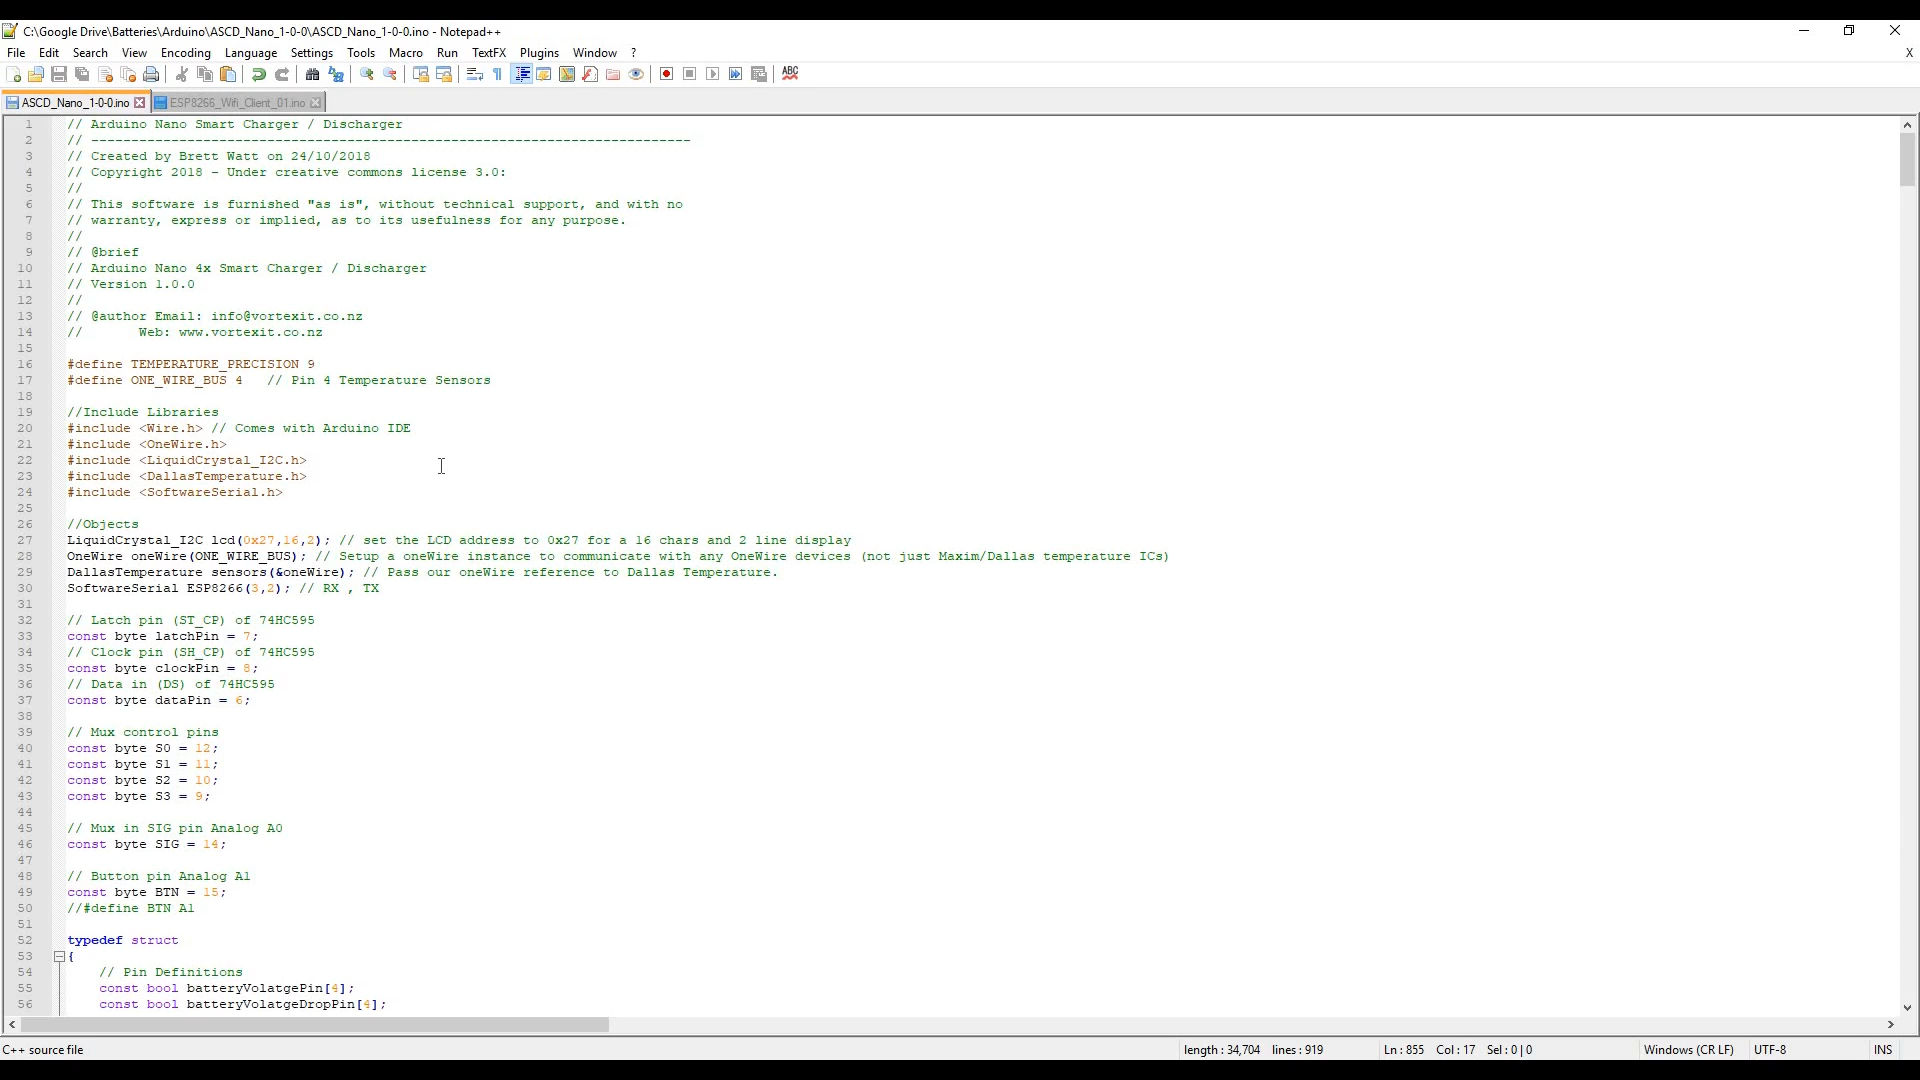 C:\Google Drive\Batteries\Arduino\ASCD_Nano_1-0-0\ASCD_Nano_1-0-0.ino - Notepad++
File Edit Search View Encoding Language Settings Tools Macro Run TextFX Plugins Window ? X
ABC
ASCD_Nano_1-0-0.ino ESP8266_Wifi_Client_01.ino
1 // Arduino Nano Smart Charger / Discharger
2 // ---------------------------------------------------------------------------
3 // Created by Brett Watt on 24/10/2018
4 // Copyright 2018 - Under creative commons license 3.0:
5 //
6 // This software is furnished "as is", without technical support, and with no
7 // warranty, express or implied, as to its usefulness for any purpose.
8 //
9 // @brief
10 // Arduino Nano 4x Smart Charger / Discharger
11 // Version 1.0.0
12 //
13 // @author Email: info@vortexit.co.nz
14 //       Web: www.vortexit.co.nz
15
16 #define TEMPERATURE_PRECISION 9
17 #define ONE_WIRE_BUS 4   // Pin 4 Temperature Sensors
18
19 //Include Libraries
20 #include <Wire.h> // Comes with Arduino IDE
21 #include <OneWire.h>
22 #include <LiquidCrystal_I2C.h>
23 #include <DallasTemperature.h>
24 #include <SoftwareSerial.h>
25
26 //Objects
27 LiquidCrystal_I2C lcd(0x27,16,2); // set the LCD address to 0x27 for a 16 chars and 2 line display
28 OneWire oneWire(ONE_WIRE_BUS); // Setup a oneWire instance to communicate with any OneWire devices (not just Maxim/Dallas temperature ICs)
29 DallasTemperature sensors(&oneWire); // Pass our oneWire reference to Dallas Temperature.
30 SoftwareSerial ESP8266(3,2); // RX , TX
31
32 // Latch pin (ST_CP) of 74HC595
33 const byte latchPin = 7;
34 // Clock pin (SH_CP) of 74HC595
35 const byte clockPin = 8;
36 // Data in (DS) of 74HC595
37 const byte dataPin = 6;
38
39 // Mux control pins
40 const byte S0 = 12;
41 const byte S1 = 11;
42 const byte S2 = 10;
43 const byte S3 = 9;
44
45 // Mux in SIG pin Analog A0
46 const byte SIG = 14;
47
48 // Button pin Analog A1
49 const byte BTN = 15;
50 //#define BTN A1
51
52 typedef struct
53 {
54     // Pin Definitions
55     const bool batteryVolatgePin[4];
56     const bool batteryVolatgeDropPin[4];
C++ source file length : 34,704 lines : 919 Ln : 855 Col : 17 Sel : 0 | 0 Windows (CR LF) UTF-8 INS